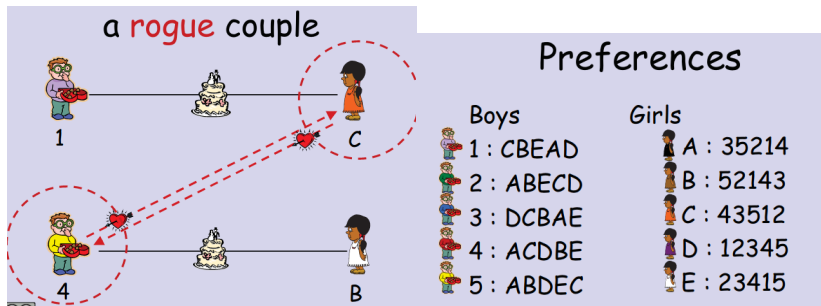 a rogue couple
1
C
4
B
Preferences
Boys Girls
1 : CBEAD A : 35214
2 : ABECD B : 52143
3 : DCBAE C : 43512
4 : ACDBE D : 12345
5 : ABDEC E : 23415